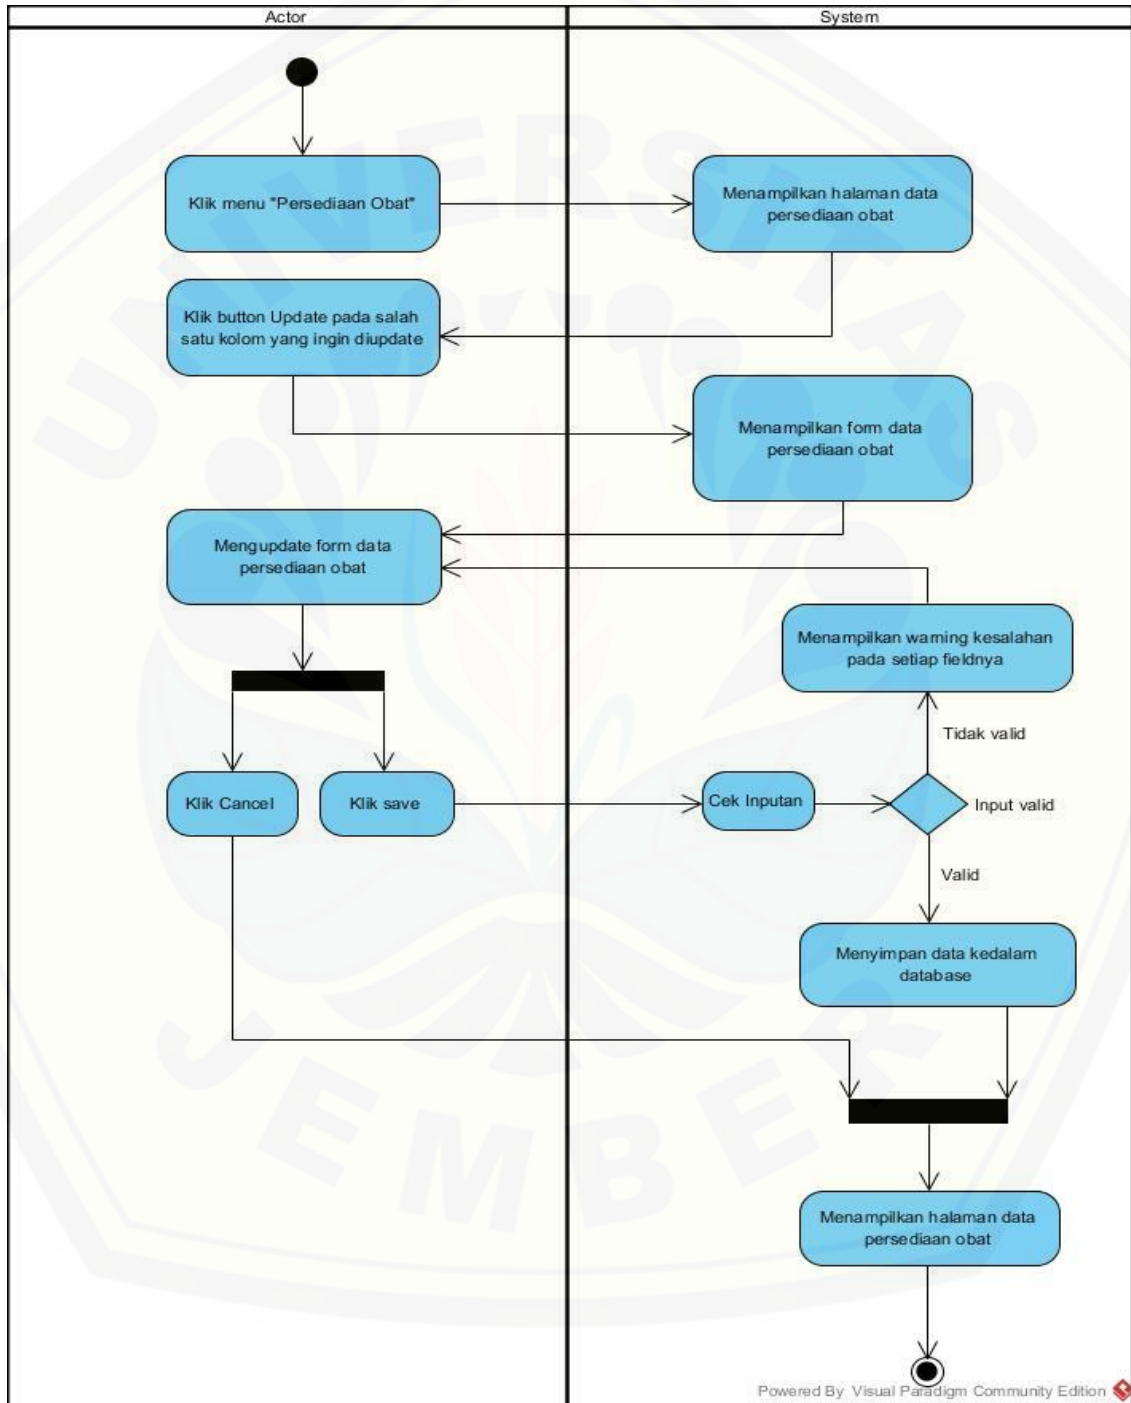 Actor
System
Klik menu "Persediaan Obat"
Menampilkan halaman data
persediaan obat
Klik button Update pada salah
satu kolom yang ingin diupdate
Menampilkan form data
persediaan obat
Mengupdate form data
persediaan obat
Menampilkan warning kesalahan
pada setiap fieldnya
Tidak valid
Klik Cancel
Klik save
Cek Inputan
Input valid
Valid
Menyimpan data kedalam
database
Menampilkan halaman data
persediaan obat
Powered By Visual Paradigm Community Edition
UNIVERSITAS
JEMBER